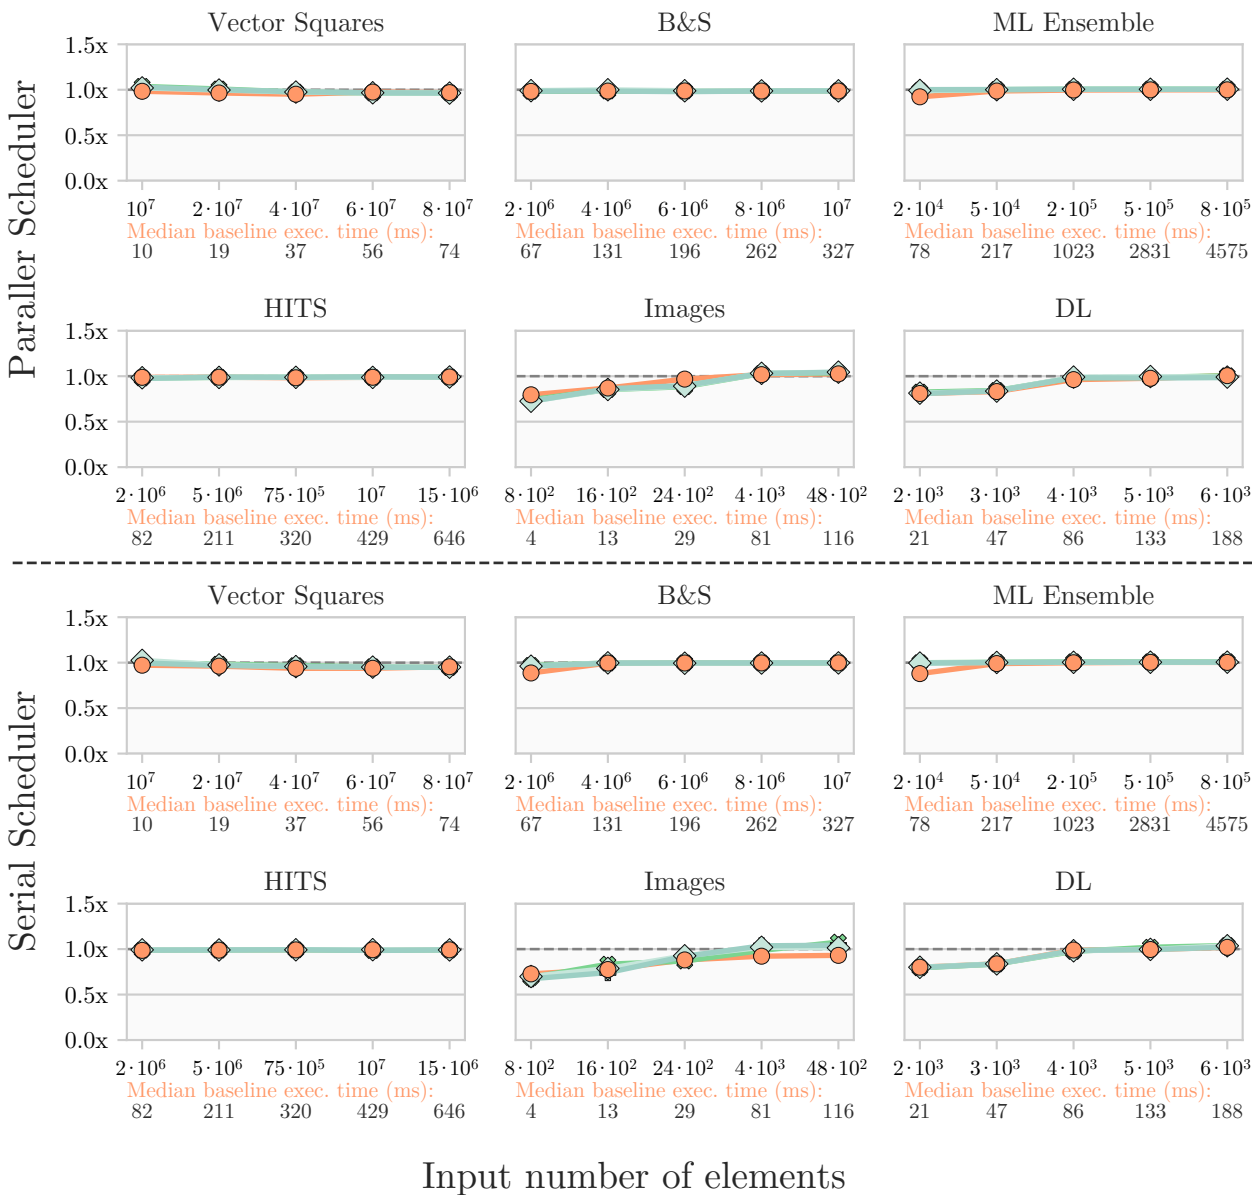 Paraller Scheduler
Vector Squares B&S ML Ensemble
1.5x
1.0x
0.5x
0.0x
10⁷ 2·10⁷ 4·10⁷ 6·10⁷ 8·10⁷ 2·10⁶ 4·10⁶ 6·10⁶ 8·10⁶ 10⁷ 2·10⁴ 5·10⁴ 2·10⁵ 5·10⁵ 8·10⁵
Median baseline exec. time (ms): Median baseline exec. time (ms): Median baseline exec. time (ms):
10 19 37 56 74 67 131 196 262 327 78 217 1023 2831 4575
HITS Images DL
1.5x
1.0x
0.5x
0.0x
2·10⁶ 5·10⁶ 75·10⁵ 10⁷ 15·10⁶ 8·10² 16·10² 24·10² 4·10³ 48·10² 2·10³ 3·10³ 4·10³ 5·10³ 6·10³
Median baseline exec. time (ms): Median baseline exec. time (ms): Median baseline exec. time (ms):
82 211 320 429 646 4 13 29 81 116 21 47 86 133 188
Serial Scheduler
Vector Squares B&S ML Ensemble
1.5x
1.0x
0.5x
0.0x
10⁷ 2·10⁷ 4·10⁷ 6·10⁷ 8·10⁷ 2·10⁶ 4·10⁶ 6·10⁶ 8·10⁶ 10⁷ 2·10⁴ 5·10⁴ 2·10⁵ 5·10⁵ 8·10⁵
Median baseline exec. time (ms): Median baseline exec. time (ms): Median baseline exec. time (ms):
10 19 37 56 74 67 131 196 262 327 78 217 1023 2831 4575
HITS Images DL
1.5x
1.0x
0.5x
0.0x
2·10⁶ 5·10⁶ 75·10⁵ 10⁷ 15·10⁶ 8·10² 16·10² 24·10² 4·10³ 48·10² 2·10³ 3·10³ 4·10³ 5·10³ 6·10³
Median baseline exec. time (ms): Median baseline exec. time (ms): Median baseline exec. time (ms):
82 211 320 429 646 4 13 29 81 116 21 47 86 133 188
Input number of elements